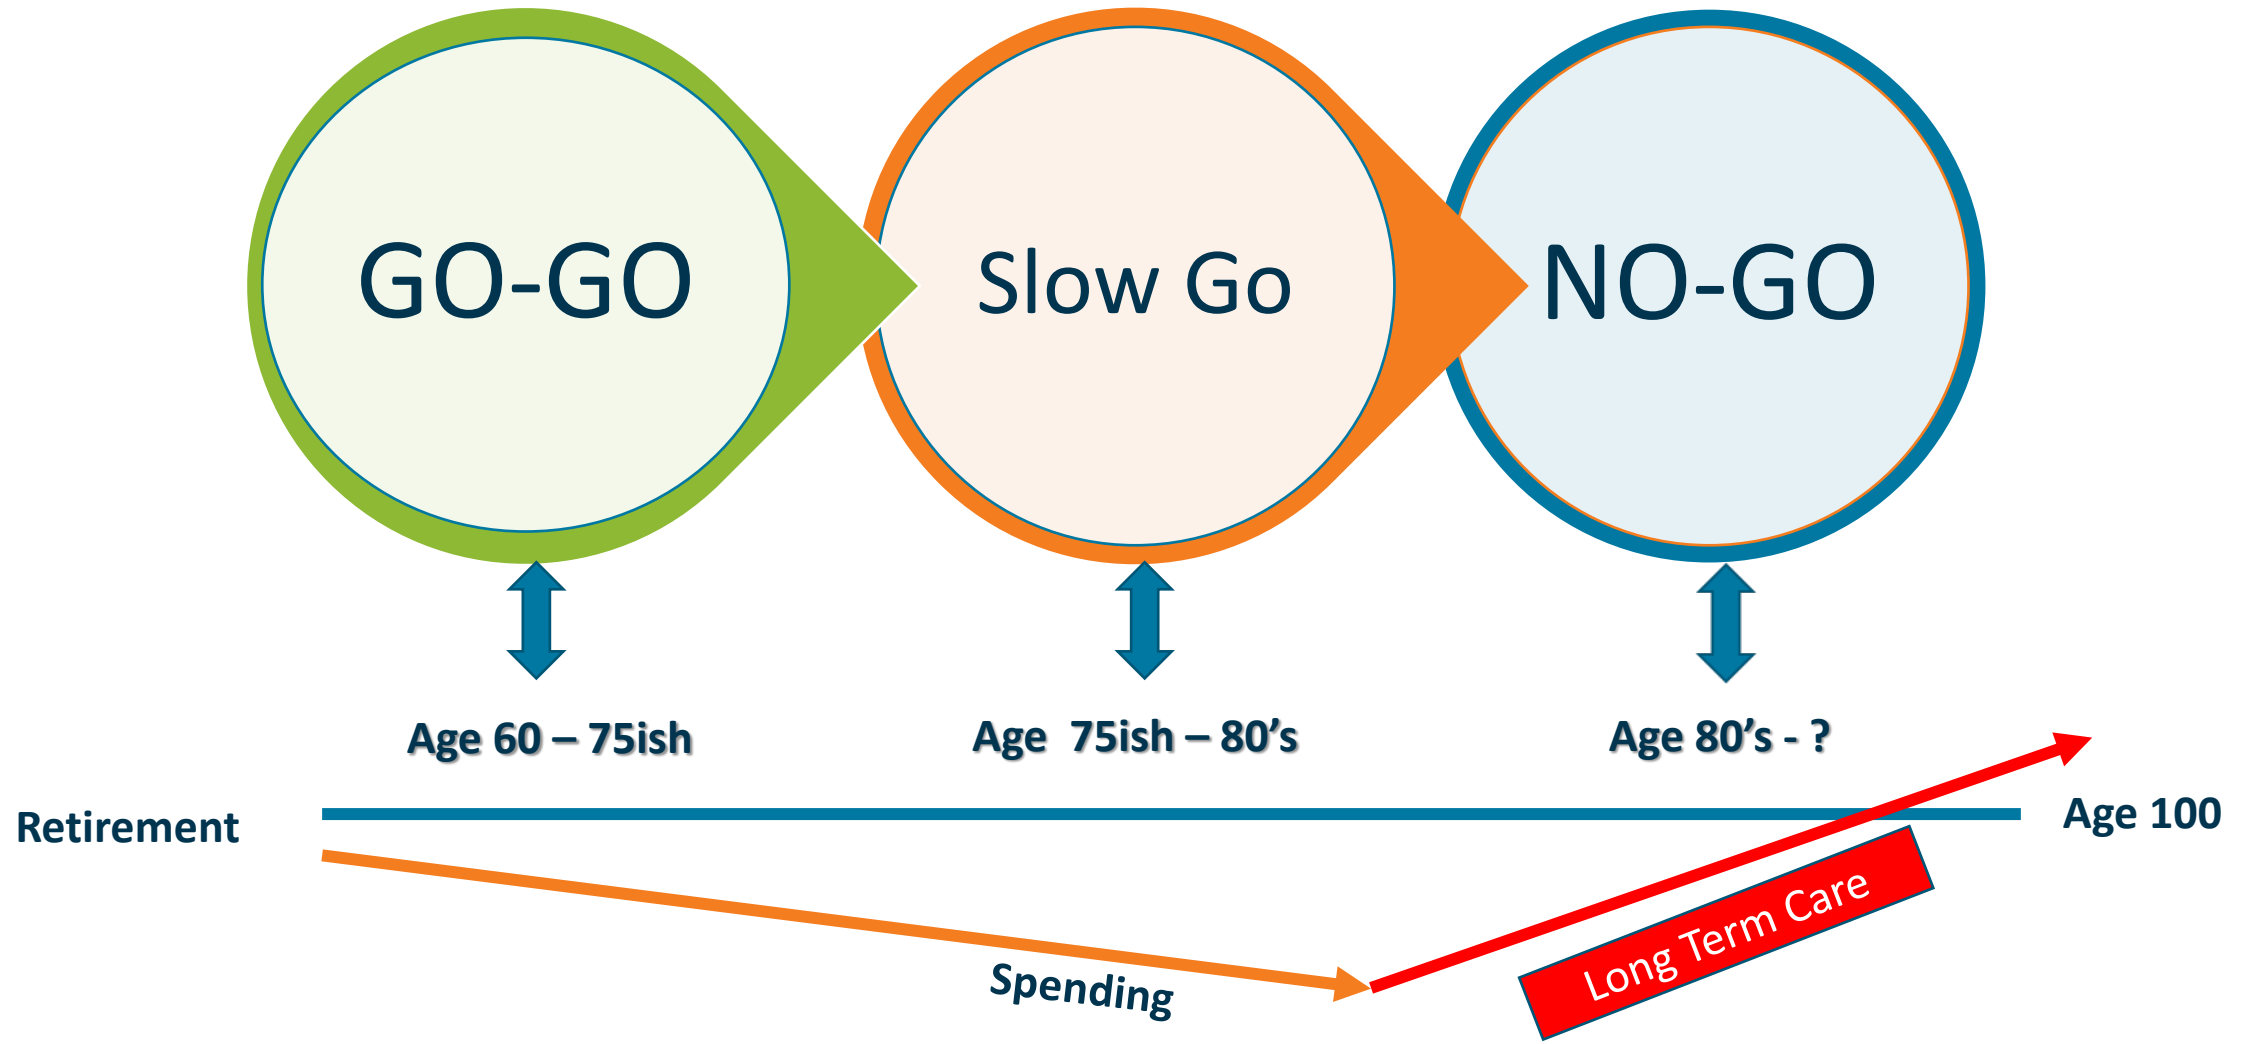 GO-GO
Slow Go
NO-GO
Age 60 – 75ish
Age  75ish – 80’s
Age 80’s - ?
Retirement
Age 100
Spending
Long Term Care